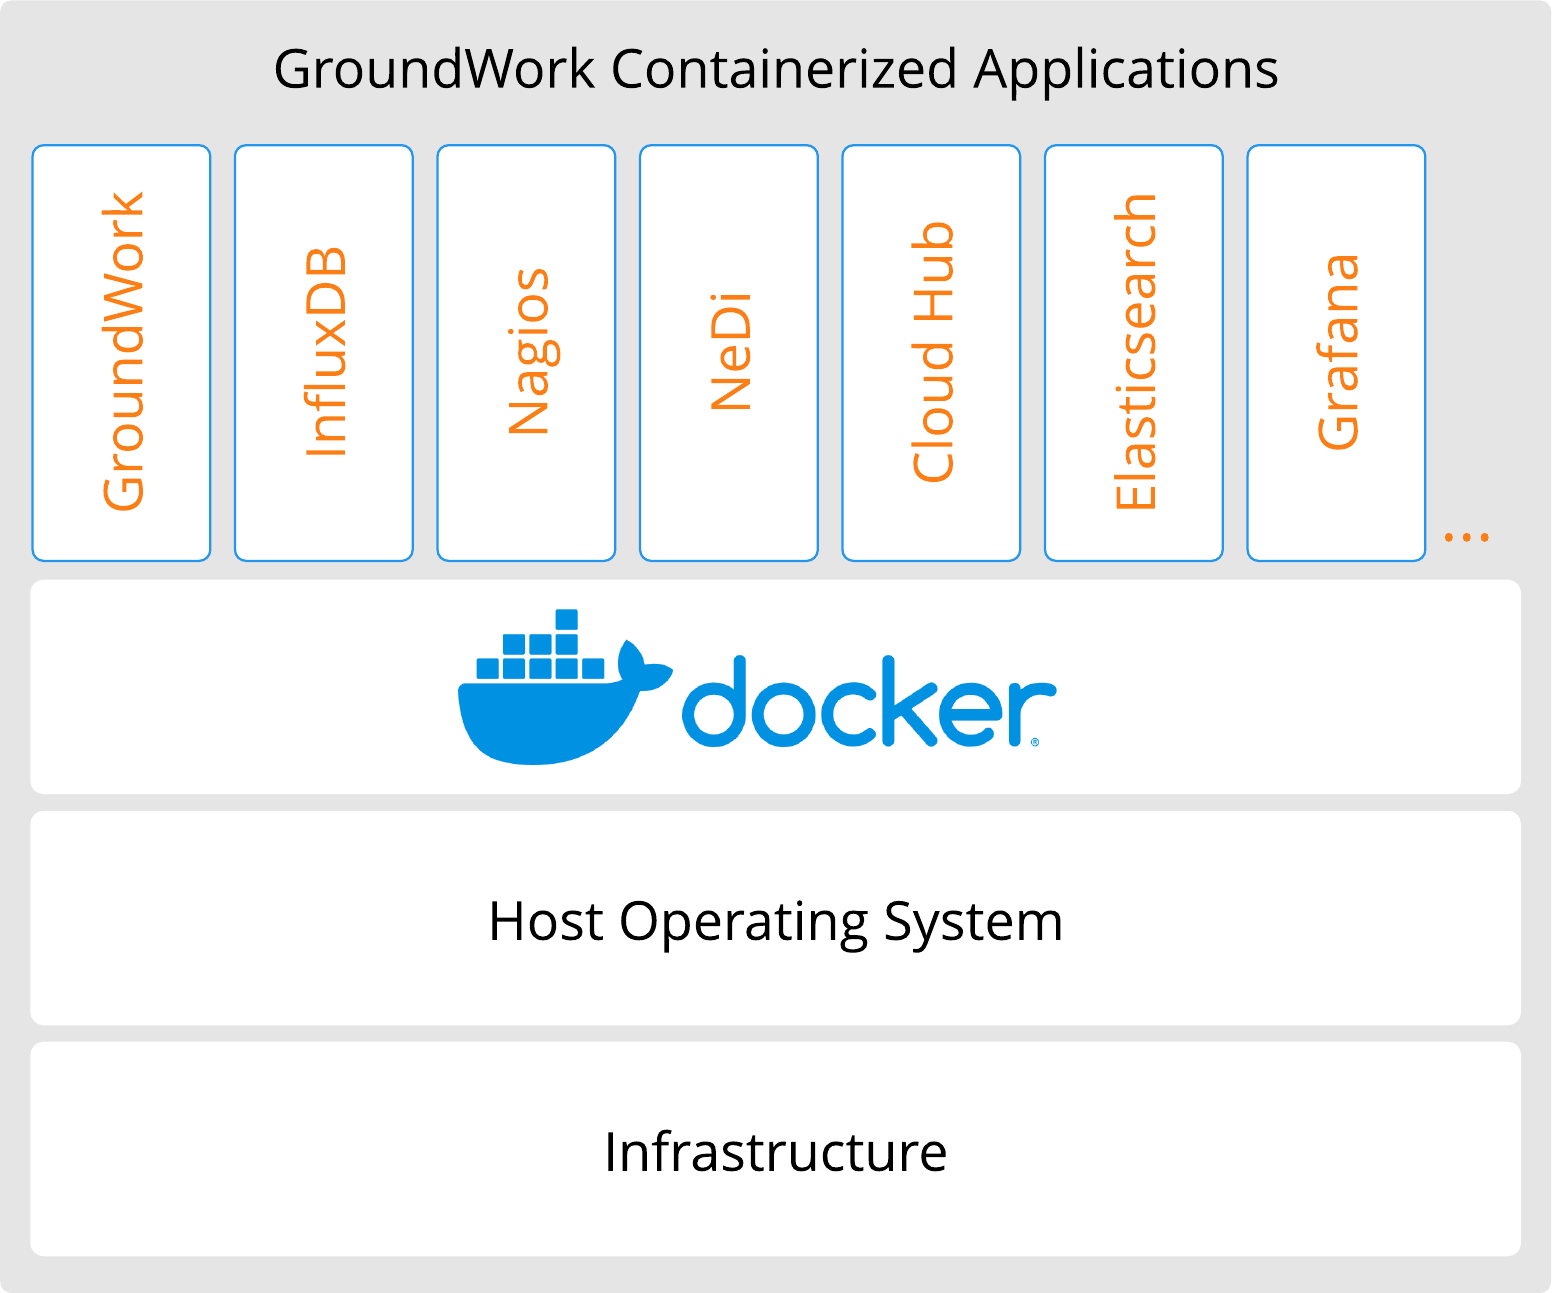 GroundWork Containerized Applications
GroundWork
InfluxDB
Nagios
NeDi
Cloud Hub
Elasticsearch
Grafana
...
docker®
Host Operating System
Infrastructure